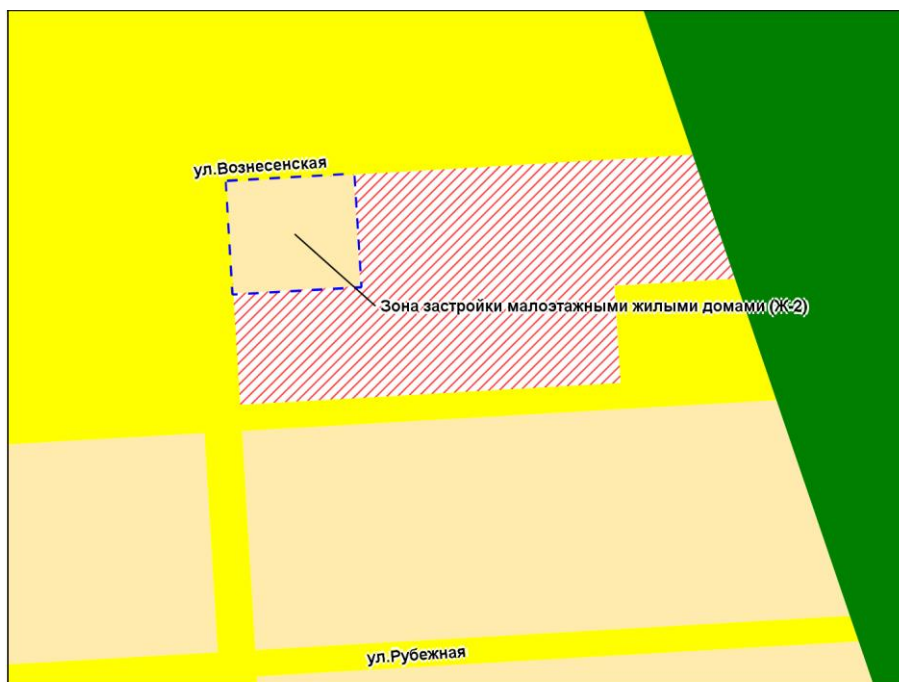 ул.Вознесенская
Зона застройки малоэтажными жилыми домами (Ж-2)
ул.Рубежная